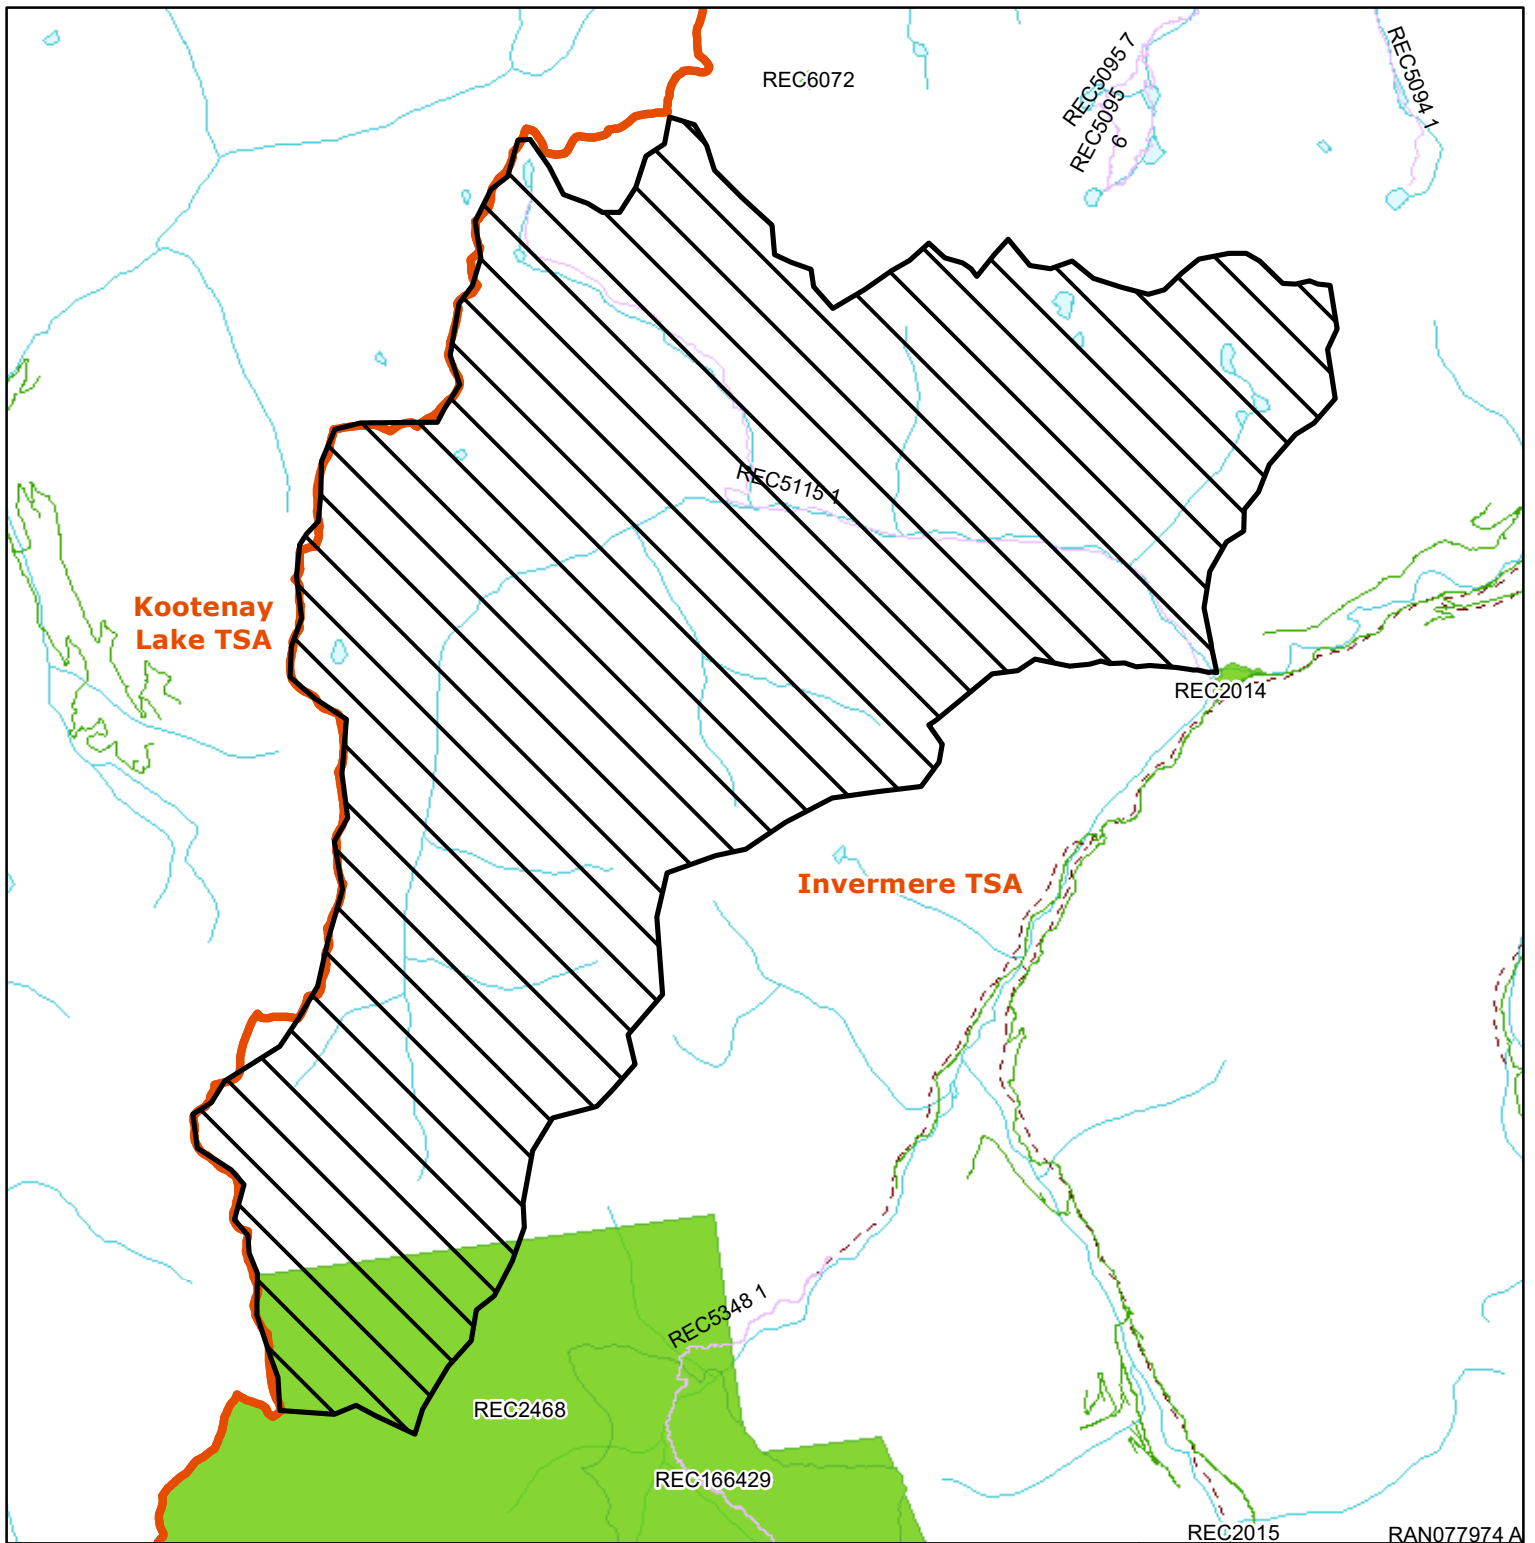 REC6072
REC5095 7
REC5095
6
REC5094 1
REC5115 1
Kootenay
Lake TSA
REC2014
Invermere TSA
REC5348 1
REC2468
REC166429
REC2015
RAN077974 A